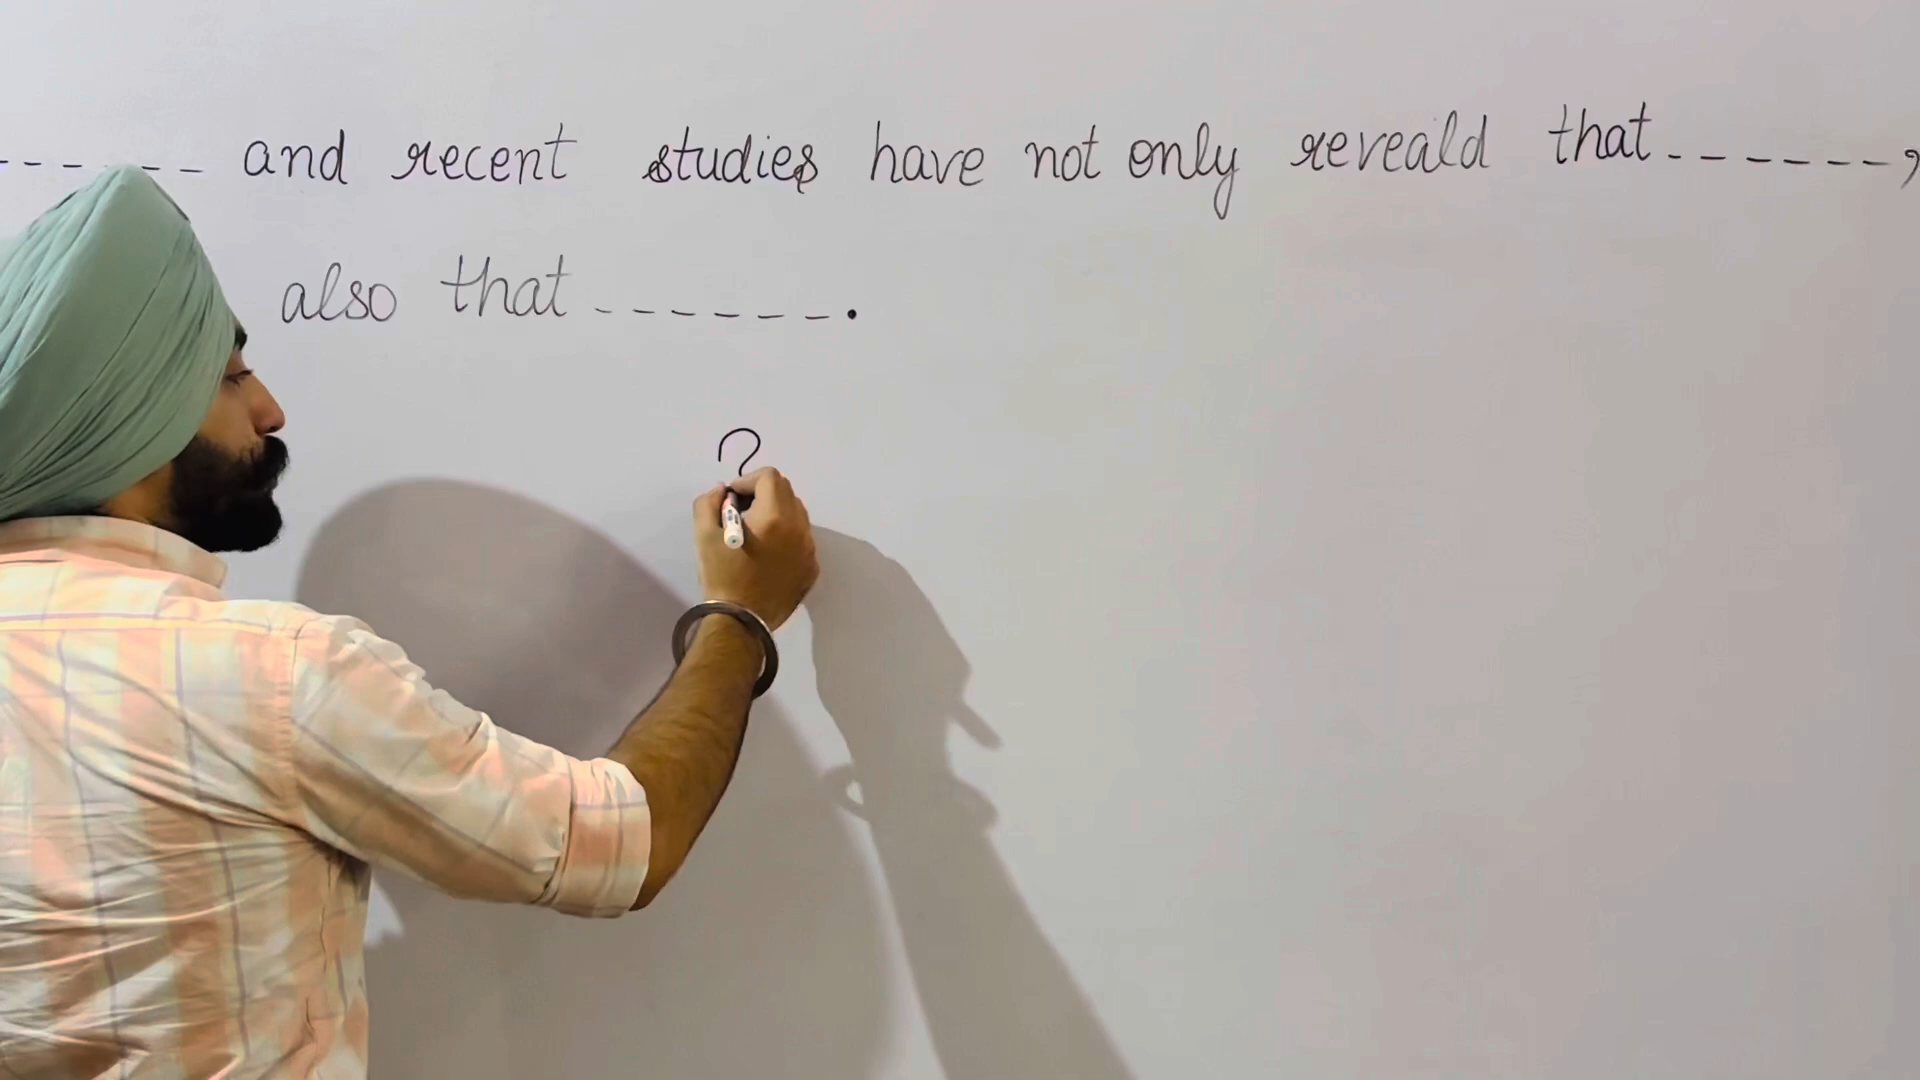 ------ and recent studies have not only reveald that ------,
also that ------.
?